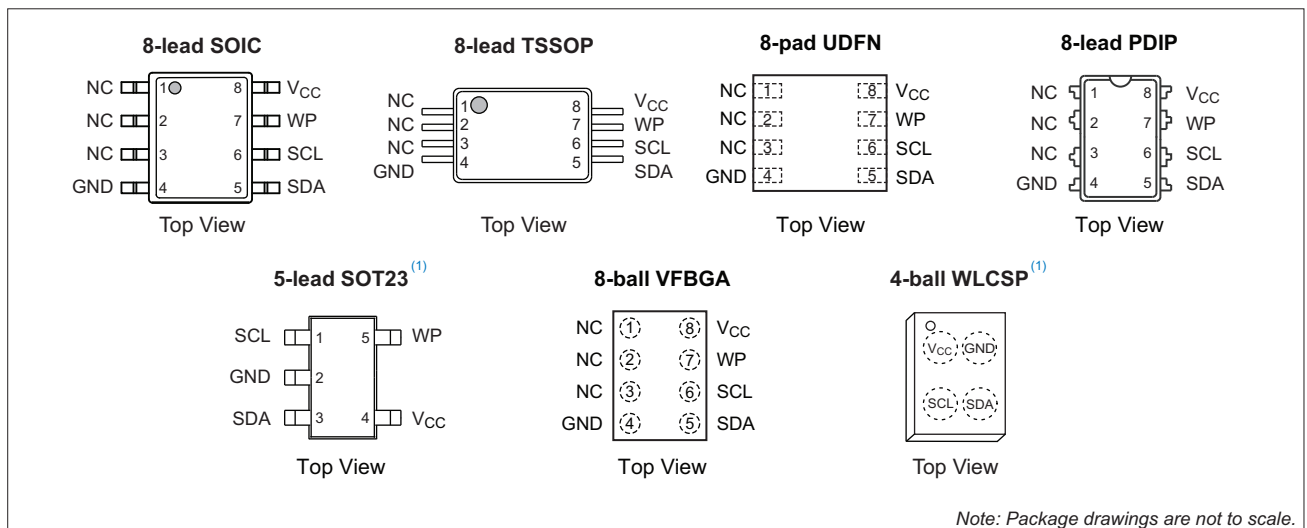 8-lead SOIC
NC 1 8 VCC
NC 2 7 WP
NC 3 6 SCL
GND 4 5 SDA
Top View
8-lead TSSOP
NC 1 8 VCC
NC 2 7 WP
NC 3 6 SCL
GND 4 5 SDA
Top View
8-pad UDFN
NC 1 8 VCC
NC 2 7 WP
NC 3 6 SCL
GND 4 5 SDA
Top View
8-lead PDIP
NC 1 8 VCC
NC 2 7 WP
NC 3 6 SCL
GND 4 5 SDA
Top View
5-lead SOT23 (1)
SCL 1 5 WP
GND 2
SDA 3 4 VCC
Top View
8-ball VFBGA
NC 1 8 VCC
NC 2 7 WP
NC 3 6 SCL
GND 4 5 SDA
Top View
4-ball WLCSP (1)
VCC GND
SCL SDA
Top View
Note: Package drawings are not to scale.